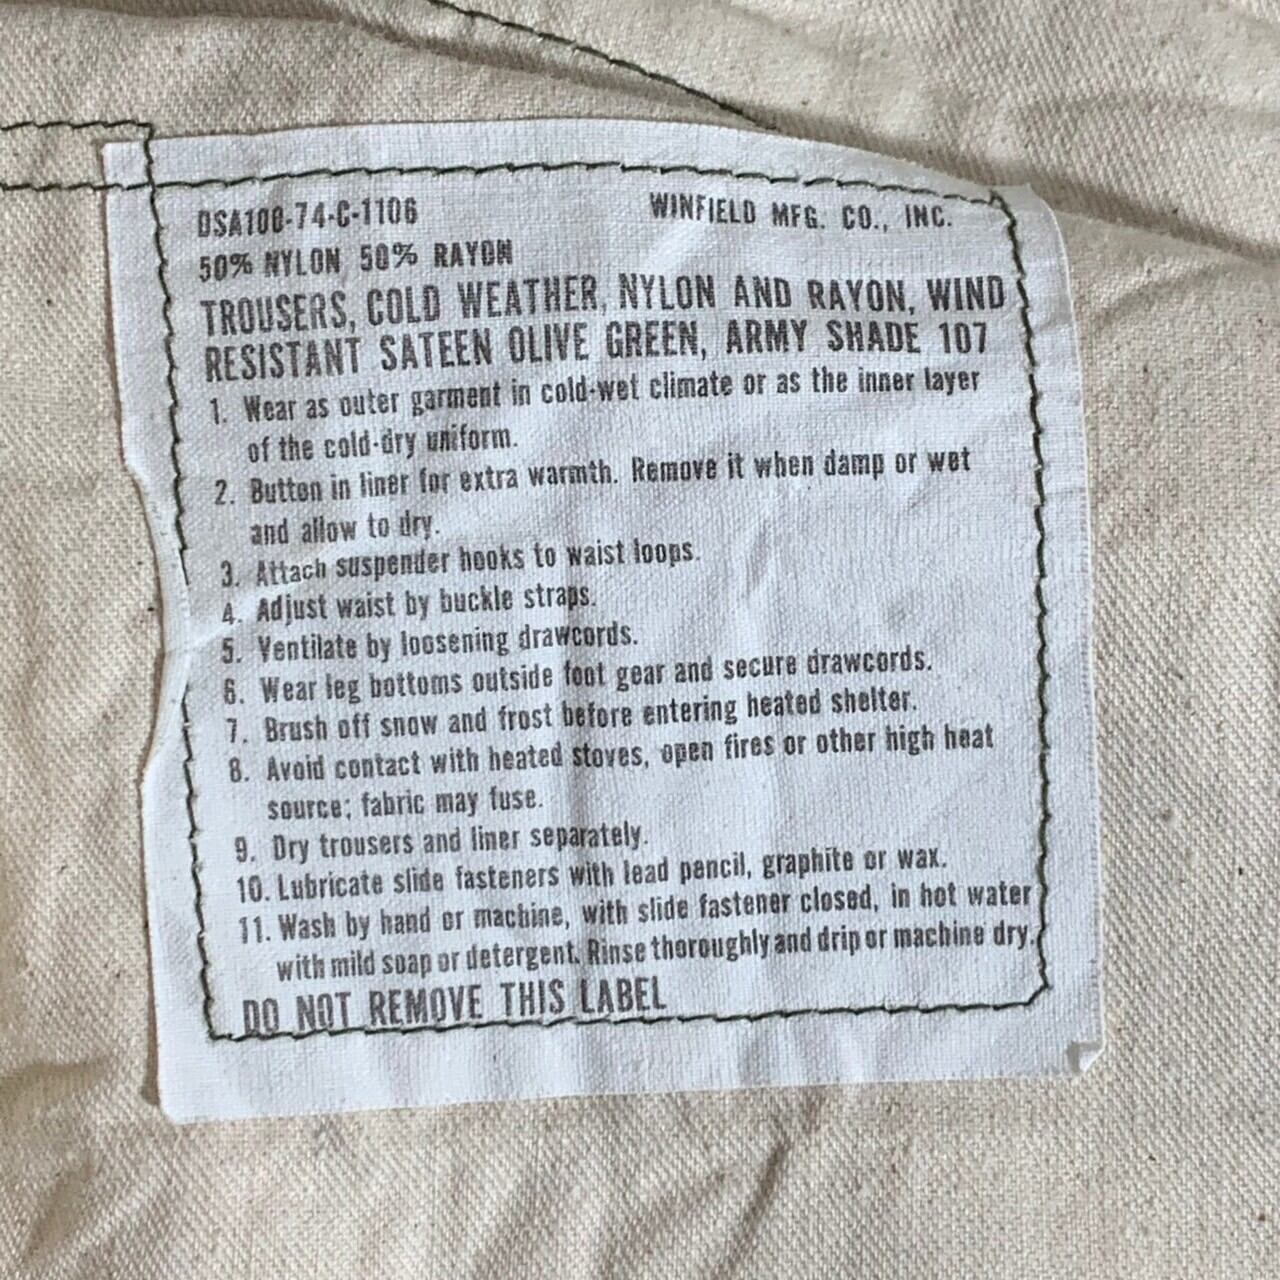 DSA100-74-C-1106 WINFIELD MFG. CO., INC.
50% NYLON 50% RAYON
TROUSERS, COLD WEATHER, NYLON AND RAYON, WIND
RESISTANT SATEEN OLIVE GREEN, ARMY SHADE 107
1. Wear as outer garment in cold-wet climate or as the inner layer
of the cold-dry uniform.
2. Button in liner for extra warmth. Remove it when damp or wet
and allow to dry.
3. Attach suspender hooks to waist loops.
4. Adjust waist by buckle straps.
5. Ventilate by loosening drawcords.
6. Wear leg bottoms outside foot gear and secure drawcords.
7. Brush off snow and frost before entering heated shelter.
8. Avoid contact with heated stoves, open fires or other high heat
source; fabric may fuse.
9. Dry trousers and liner separately.
10. Lubricate slide fasteners with lead pencil, graphite or wax.
11. Wash by hand or machine, with slide fastener closed, in hot water
with mild soap or detergent. Rinse thoroughly and drip or machine dry.
DO NOT REMOVE THIS LABEL